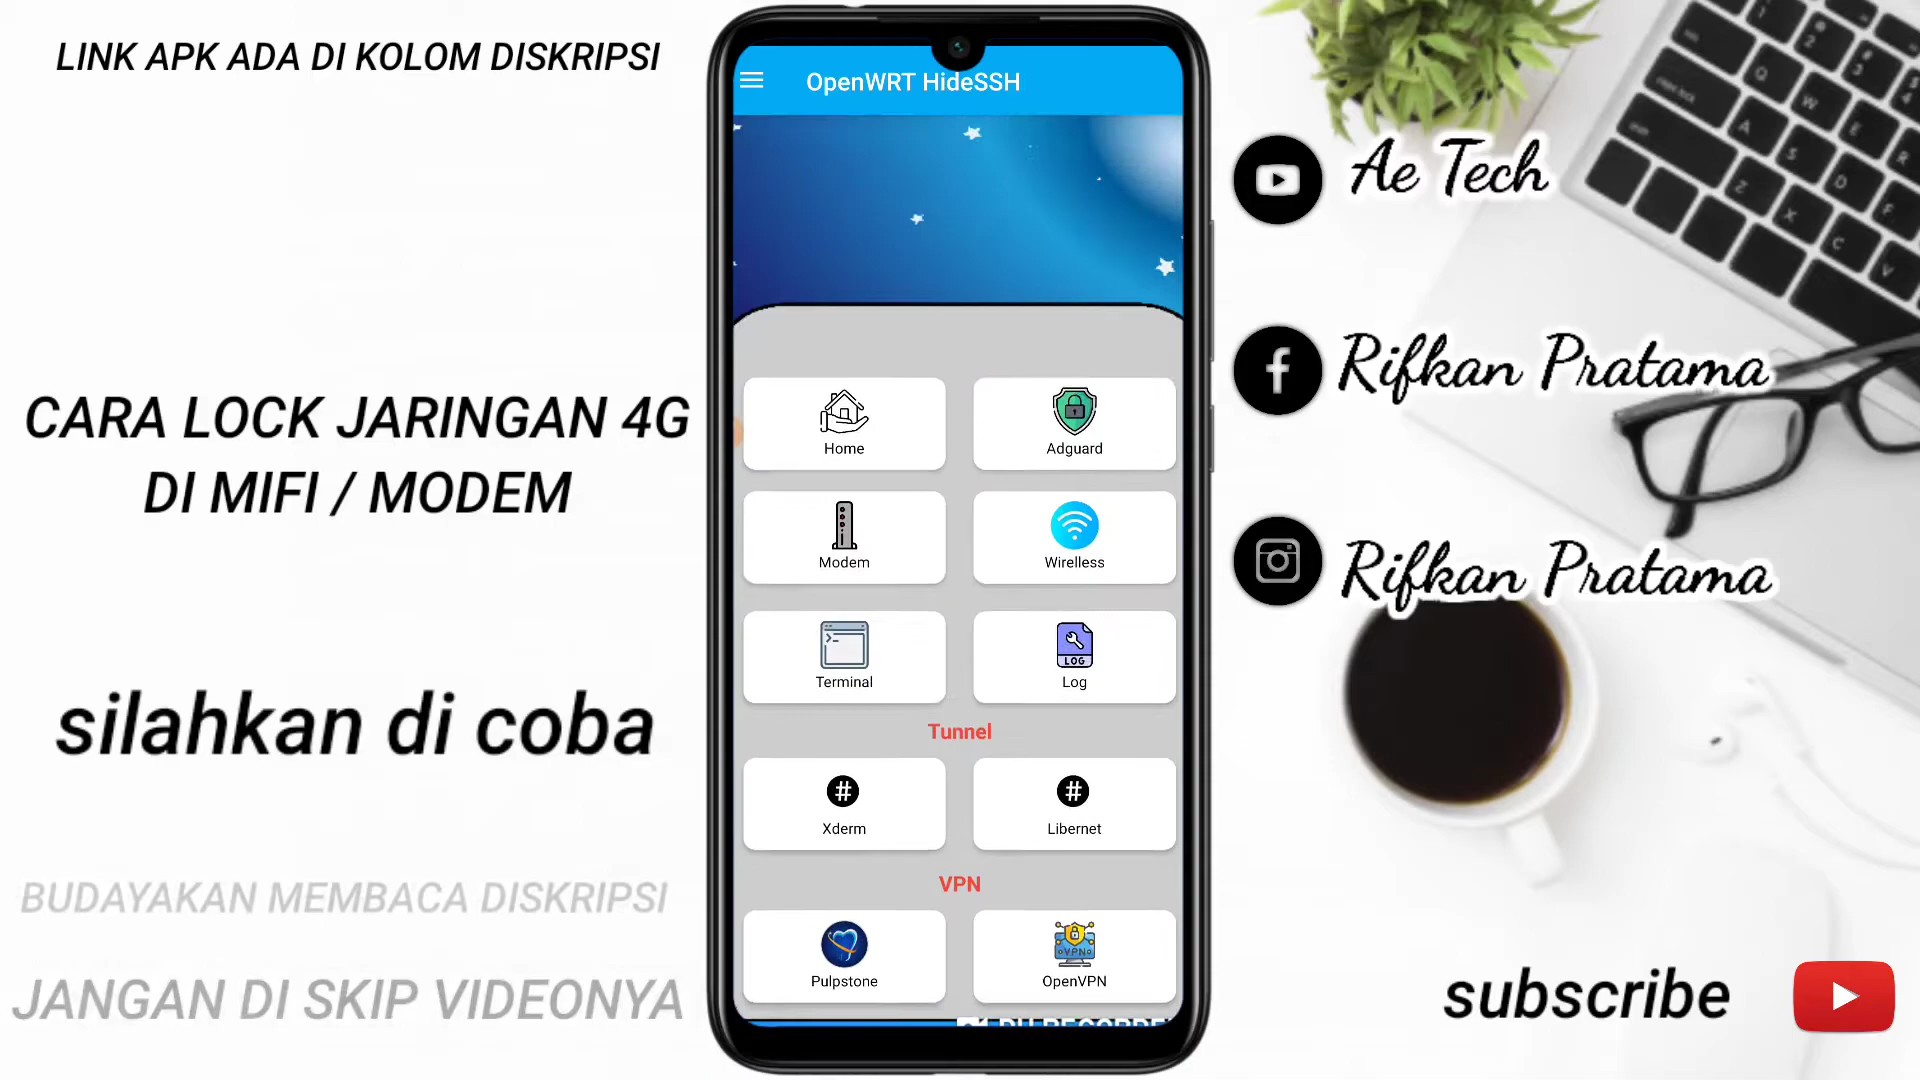 LINK APK ADA DI KOLOM DISKRIPSI
CARA LOCK JARINGAN 4G
DI MIFI / MODEM
silahkan di coba
BUDAYAKAN MEMBACA DISKRIPSI
JANGAN DI SKIP VIDEONYA
OpenWRT HideSSH
Home
Adguard
Modem
Wirelless
Terminal
LOG
Log
Tunnel
#
#
Xderm
Libernet
VPN
VPN
Pulpstone
OpenVPN
Ae Tech
Rifkan Pratama
Rifkan Pratama
subscribe